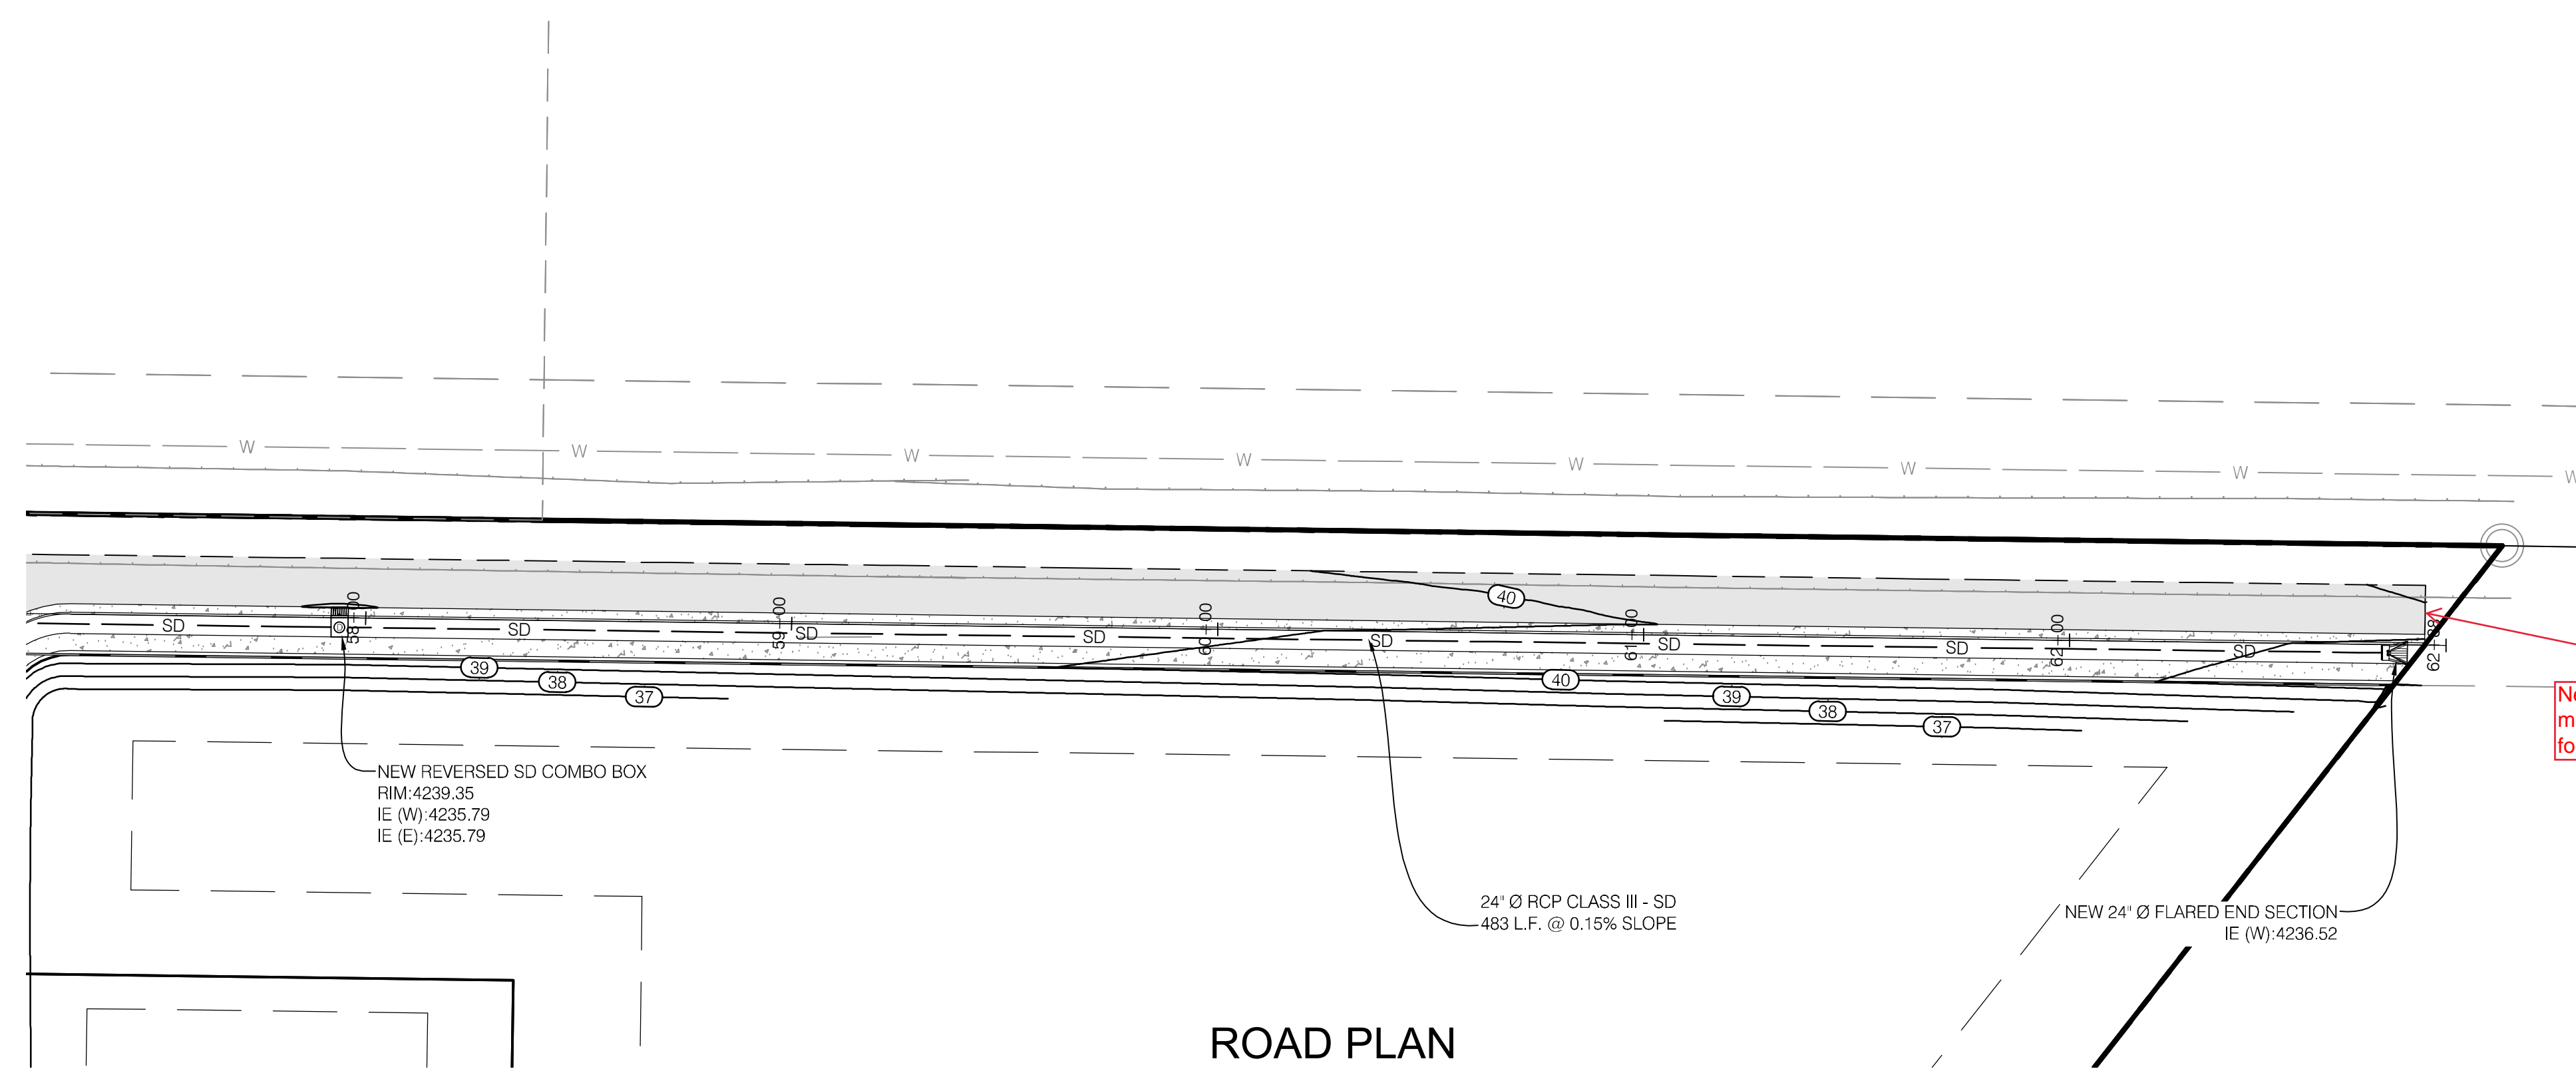 W W W W W W W W
40
58+00 59+00 60+00 61+00 62+00 62+88
SD SD SD SD SD SD SD SD
39 38 37
40 39 38 37
NEW REVERSED SD COMBO BOX
RIM:4239.35
IE (W):4235.79
IE (E):4235.79
24" Ø RCP CLASS III - SD
483 L.F. @ 0.15% SLOPE
NEW 24" Ø FLARED END SECTION
IE (W):4236.52
ROAD PLAN